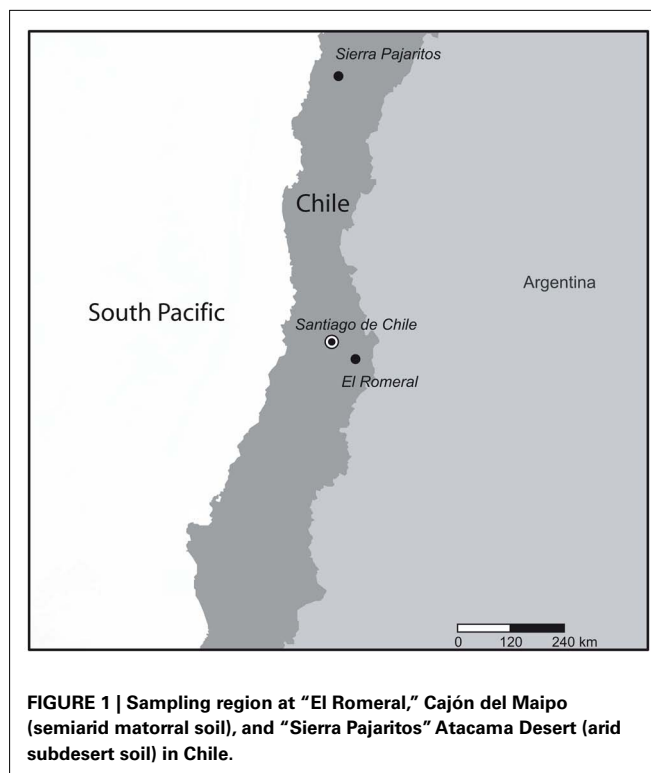 Sierra Pajaritos
Chile
Argentina
South Pacific
Santiago de Chile
El Romeral
0 120 240 km
FIGURE 1 | Sampling region at “El Romeral,” Cajón del Maipo
(semiarid matorral soil), and “Sierra Pajaritos” Atacama Desert (arid
subdesert soil) in Chile.